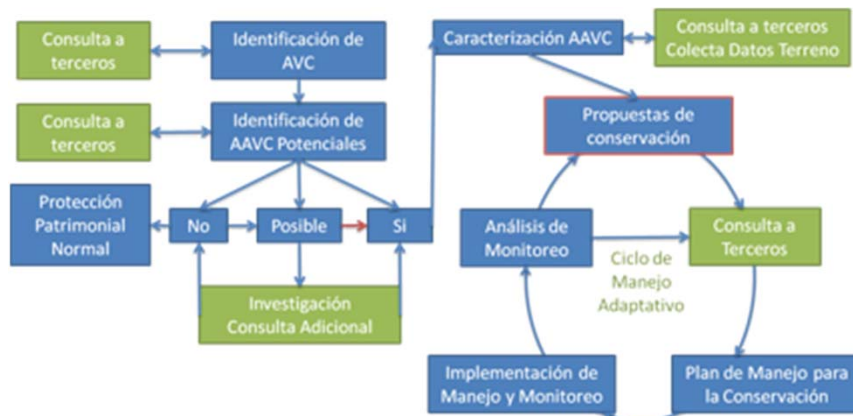 Consulta a
terceros
Identificación de
AVC
Caracterización AAVC
Consulta a terceros
Colecta Datos Terreno
Consulta a
terceros
Identificación de
AAVC Potenciales
Propuestas de
conservación
Protección
Patrimonial
Normal
No
Posible
Si
Análisis de
Monitoreo
Consulta a
Terceros
Ciclo de
Manejo
Adaptativo
Investigación
Consulta Adicional
Implementación de
Manejo y Monitoreo
Plan de Manejo para
la Conservación